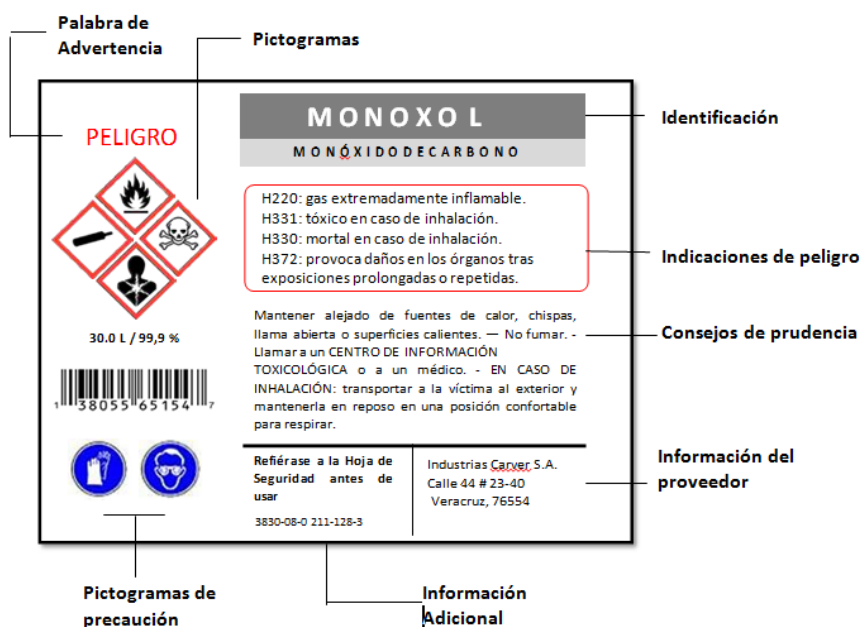 Palabra de
Advertencia
Pictogramas
PELIGRO
MONOXOL
MONÓXIDODECARBONO
Identificación
H220: gas extremadamente inflamable.
H331: tóxico en caso de inhalación.
H330: mortal en caso de inhalación.
H372: provoca daños en los órganos tras
exposiciones prolongadas o repetidas.
Indicaciones de peligro
30.0 L / 99,9 %
Mantener alejado de fuentes de calor, chispas,
llama abierta o superficies calientes. — No fumar. -
Llamar a un CENTRO DE INFORMACIÓN
TOXICOLÓGICA o a un médico. - EN CASO DE
INHALACIÓN: transportar a la víctima al exterior y
mantenerla en reposo en una posición confortable
para respirar.
Consejos de prudencia
1 38055 65154 7
Refiérase a la Hoja de
Seguridad antes de
usar
3830-08-0 211-128-3
Industrias Carver S.A.
Calle 44 # 23-40
Veracruz, 76554
Información del
proveedor
Pictogramas de
precaución
Información
Adicional